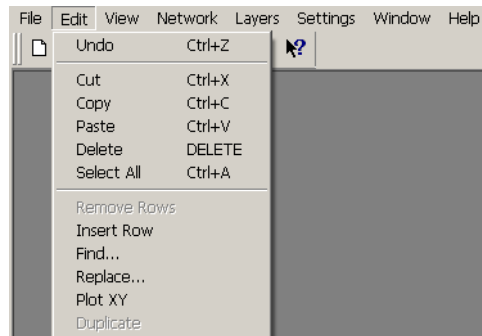 File Edit View Network Layers Settings Window Help
Undo Ctrl+Z
Cut Ctrl+X
Copy Ctrl+C
Paste Ctrl+V
Delete DELETE
Select All Ctrl+A
Remove Rows
Insert Row
Find...
Replace...
Plot XY
Duplicate